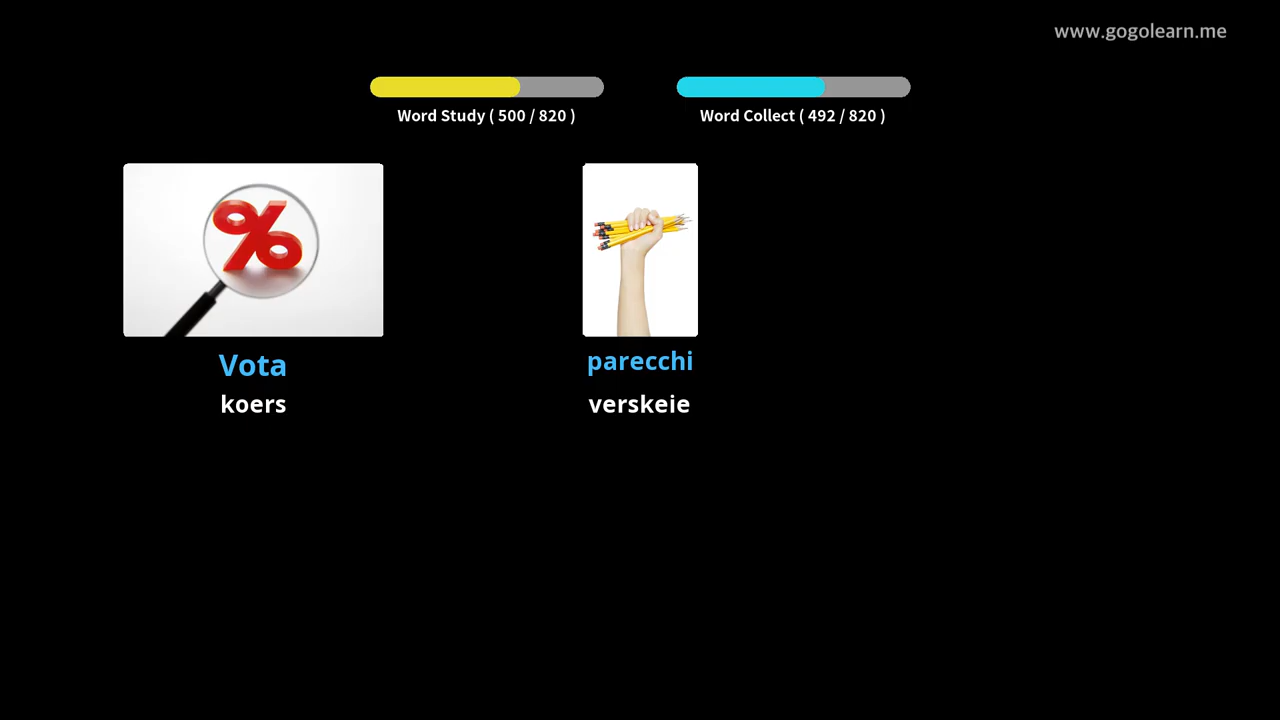 www.gogolearn.me
Word Study ( 500 / 820 )
Word Collect ( 492 / 820 )
%
Vota
parecchi
koers
verskeie